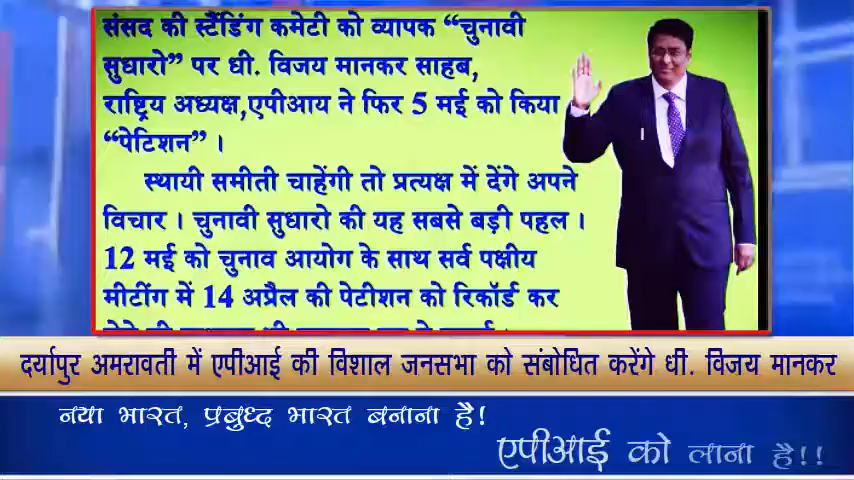 संसद की स्टैंडिंग कमेटी को व्यापक “चुनावी
सुधारो” पर धी. विजय मानकर साहब,
राष्ट्रिय अध्यक्ष,एपीआय ने फिर 5 मई को किया
“पेटिशन” ।
स्थायी समीती चाहेंगी तो प्रत्यक्ष में देंगे अपने
विचार । चुनावी सुधारो की यह सबसे बड़ी पहल ।
12 मई को चुनाव आयोग के साथ सर्व पक्षीय
मीटींग में 14 अप्रैल की पेटीशन को रिकॉर्ड कर
दर्यापुर अमरावती में एपीआई की विशाल जनसभा को संबोधित करेंगे धी. विजय मानकर
नया भारत, प्रबुध्द भारत बनाना है!
एपीआई को लाना है!!